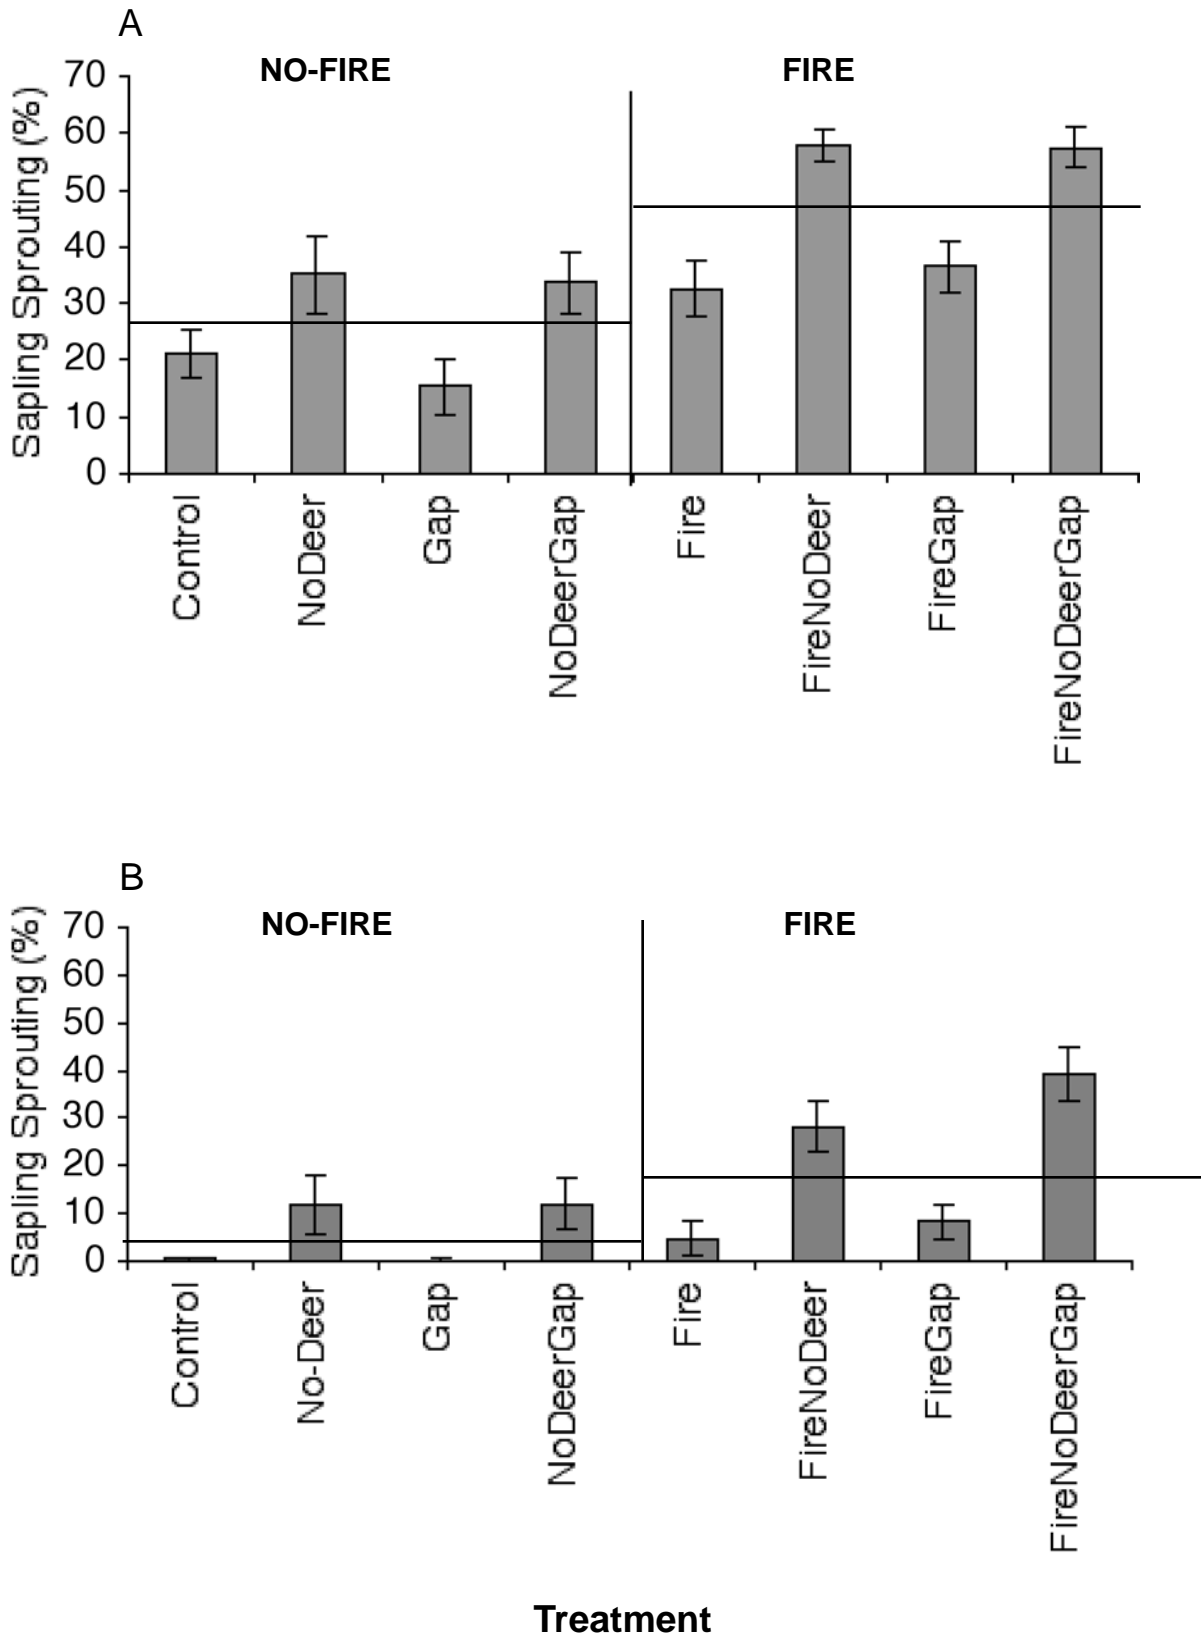 A
NO-FIRE
FIRE
Sapling Sprouting (%)
70
60
50
40
30
20
10
0
Control
NoDeer
Gap
NoDeerGap
Fire
FireNoDeer
FireGap
FireNoDeerGap
B
NO-FIRE
FIRE
Sapling Sprouting (%)
70
60
50
40
30
20
10
0
Control
No-Deer
Gap
NoDeerGap
Fire
FireNoDeer
FireGap
FireNoDeerGap
Treatment